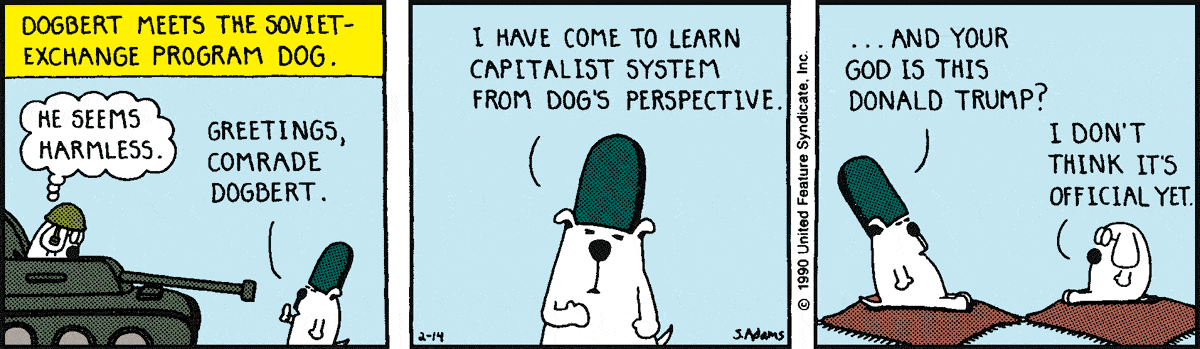 DOGBERT MEETS THE SOVIET-
EXCHANGE PROGRAM DOG.
HE SEEMS
HARMLESS.
GREETINGS,
COMRADE
DOGBERT.
I HAVE COME TO LEARN
CAPITALIST SYSTEM
FROM DOG'S PERSPECTIVE.
2-14
S.Adams
© 1990 United Feature Syndicate, Inc.
...AND YOUR
GOD IS THIS
DONALD TRUMP?
I DON'T
THINK IT'S
OFFICIAL YET.